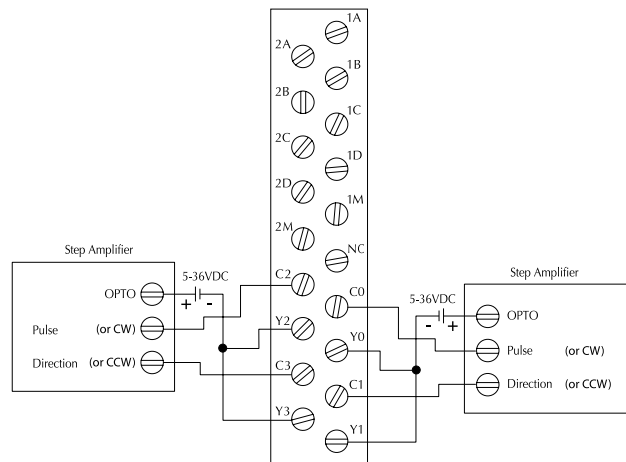 1A
2A
1B
2B
1C
2C
1D
2D
1M
2M
NC
Step Amplifier
5-36VDC
C2
OPTO
+ -
Pulse (or CW)
Y2
Direction (or CCW)
C3
Y3
C0
Y0
C1
Y1
Step Amplifier
5-36VDC
- +
OPTO
Pulse (or CW)
Direction (or CCW)